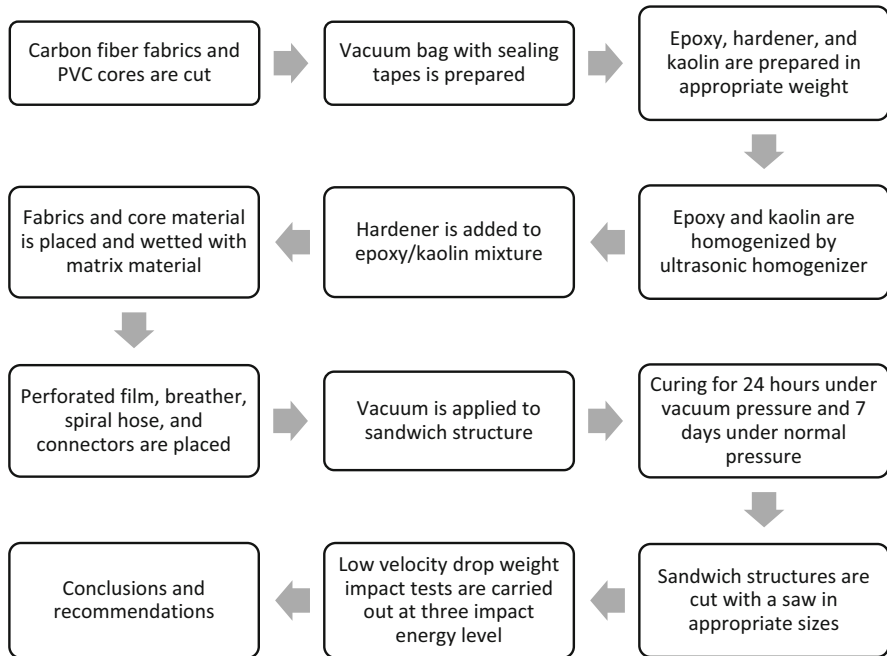 Carbon fiber fabrics and
PVC cores are cut
Vacuum bag with sealing
tapes is prepared
Epoxy, hardener, and
kaolin are prepared in
appropriate weight
Epoxy and kaolin are
homogenized by
ultrasonic homogenizer
Hardener is added to
epoxy/kaolin mixture
Fabrics and core material
is placed and wetted with
matrix material
Perforated film, breather,
spiral hose, and
connectors are placed
Vacuum is applied to
sandwich structure
Curing for 24 hours under
vacuum pressure and 7
days under normal
pressure
Sandwich structures are
cut with a saw in
appropriate sizes
Low velocity drop weight
impact tests are carried
out at three impact
energy level
Conclusions and
recommendations